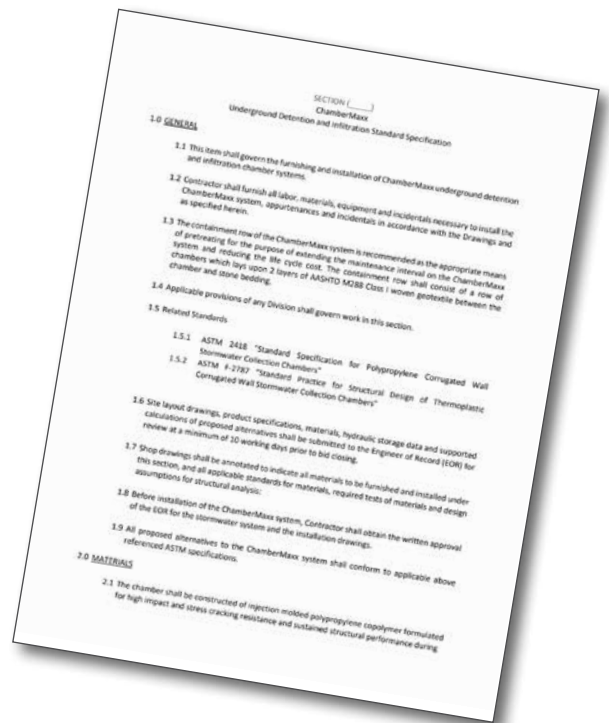 SECTION (_____)
ChamberMaxx
Underground Detention and Infiltration Standard Specification
1.0 GENERAL
1.1 This item shall govern the furnishing and installation of ChamberMaxx underground detention
and infiltration chamber systems.
1.2 Contractor shall furnish all labor, materials, equipment and incidentals necessary to install the
ChamberMaxx system, appurtenances and incidentals in accordance with the Drawings and
as specified herein.
1.3 The containment row of the ChamberMaxx system is recommended as the appropriate means
of pretreating for the purpose of extending the maintenance interval on the ChamberMaxx
system and reducing the life cycle cost. The containment row shall consist of a row of
chambers which lays upon 2 layers of AASHTO M288 Class I woven geotextile between the
chamber and stone bedding.
1.4 Applicable provisions of any Division shall govern work in this section.
1.5 Related Standards
1.5.1 ASTM 2418 "Standard Specification for Polypropylene Corrugated Wall
Stormwater Collection Chambers"
1.5.2 ASTM F-2787 "Standard Practice for Structural Design of Thermoplastic
Corrugated Wall Stormwater Collection Chambers"
1.6 Site layout drawings, product specifications, materials, hydraulic storage data and supported
calculations of proposed alternatives shall be submitted to the Engineer of Record (EOR) for
review at a minimum of 10 working days prior to bid closing.
1.7 Shop drawings shall be annotated to indicate all materials to be furnished and installed under
this section, and all applicable standards for materials, required tests of materials and design
assumptions for structural analysis:
1.8 Before installation of the ChamberMaxx system, Contractor shall obtain the written approval
of the EOR for the stormwater system and the installation drawings.
1.9 All proposed alternatives to the ChamberMaxx system shall conform to applicable above
referenced ASTM specifications.
2.0 MATERIALS
2.1 The chamber shall be constructed of injection molded polypropylene copolymer formulated
for high impact and stress cracking resistance and sustained structural performance during